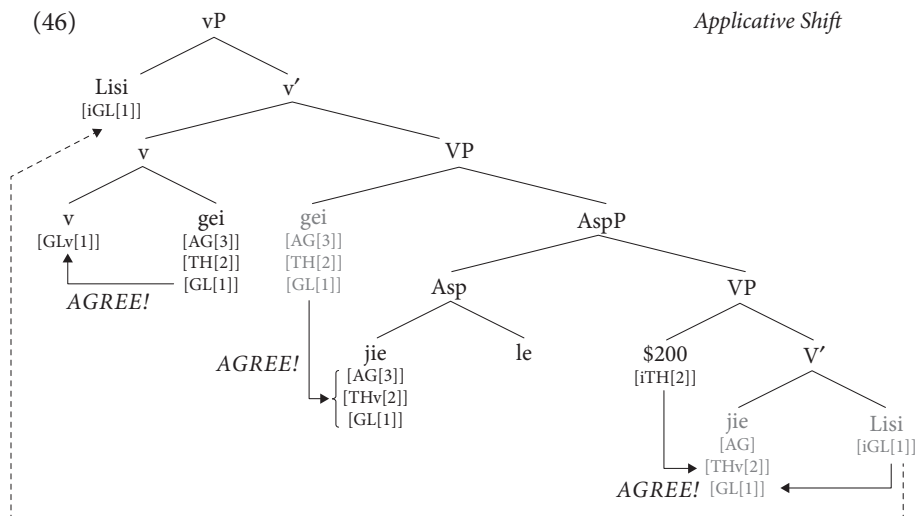 (46) vP Applicative Shift
Lisi v′
[iGL[1]]
v VP
v gei gei AspP
[GLv[1]] [AG[3]] [AG[3]]
[TH[2]] [TH[2]]
[GL[1]] [GL[1]] Asp VP
AGREE!
jie le $200 V′
AGREE! [AG[3]] [iTH[2]]
[THv[2]]
[GL[1]] jie Lisi
[AG] [iGL[1]]
[THv[2]]
AGREE! [GL[1]]